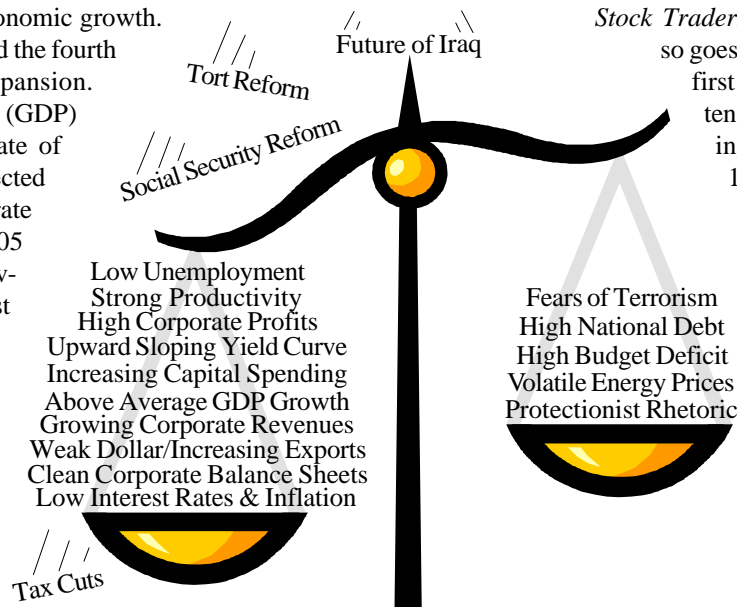 onomic growth.
d the fourth
pansion.
(GDP)
ate of
ected
rate
05
w-
st
Tort Reform
Future of Iraq
Social Security Reform
Stock Trader
so goes
first
ten
in
1
Low Unemployment
Strong Productivity
High Corporate Profits
Upward Sloping Yield Curve
Increasing Capital Spending
Above Average GDP Growth
Growing Corporate Revenues
Weak Dollar/Increasing Exports
Clean Corporate Balance Sheets
Low Interest Rates & Inflation
Tax Cuts
Fears of Terrorism
High National Debt
High Budget Deficit
Volatile Energy Prices
Protectionist Rhetoric